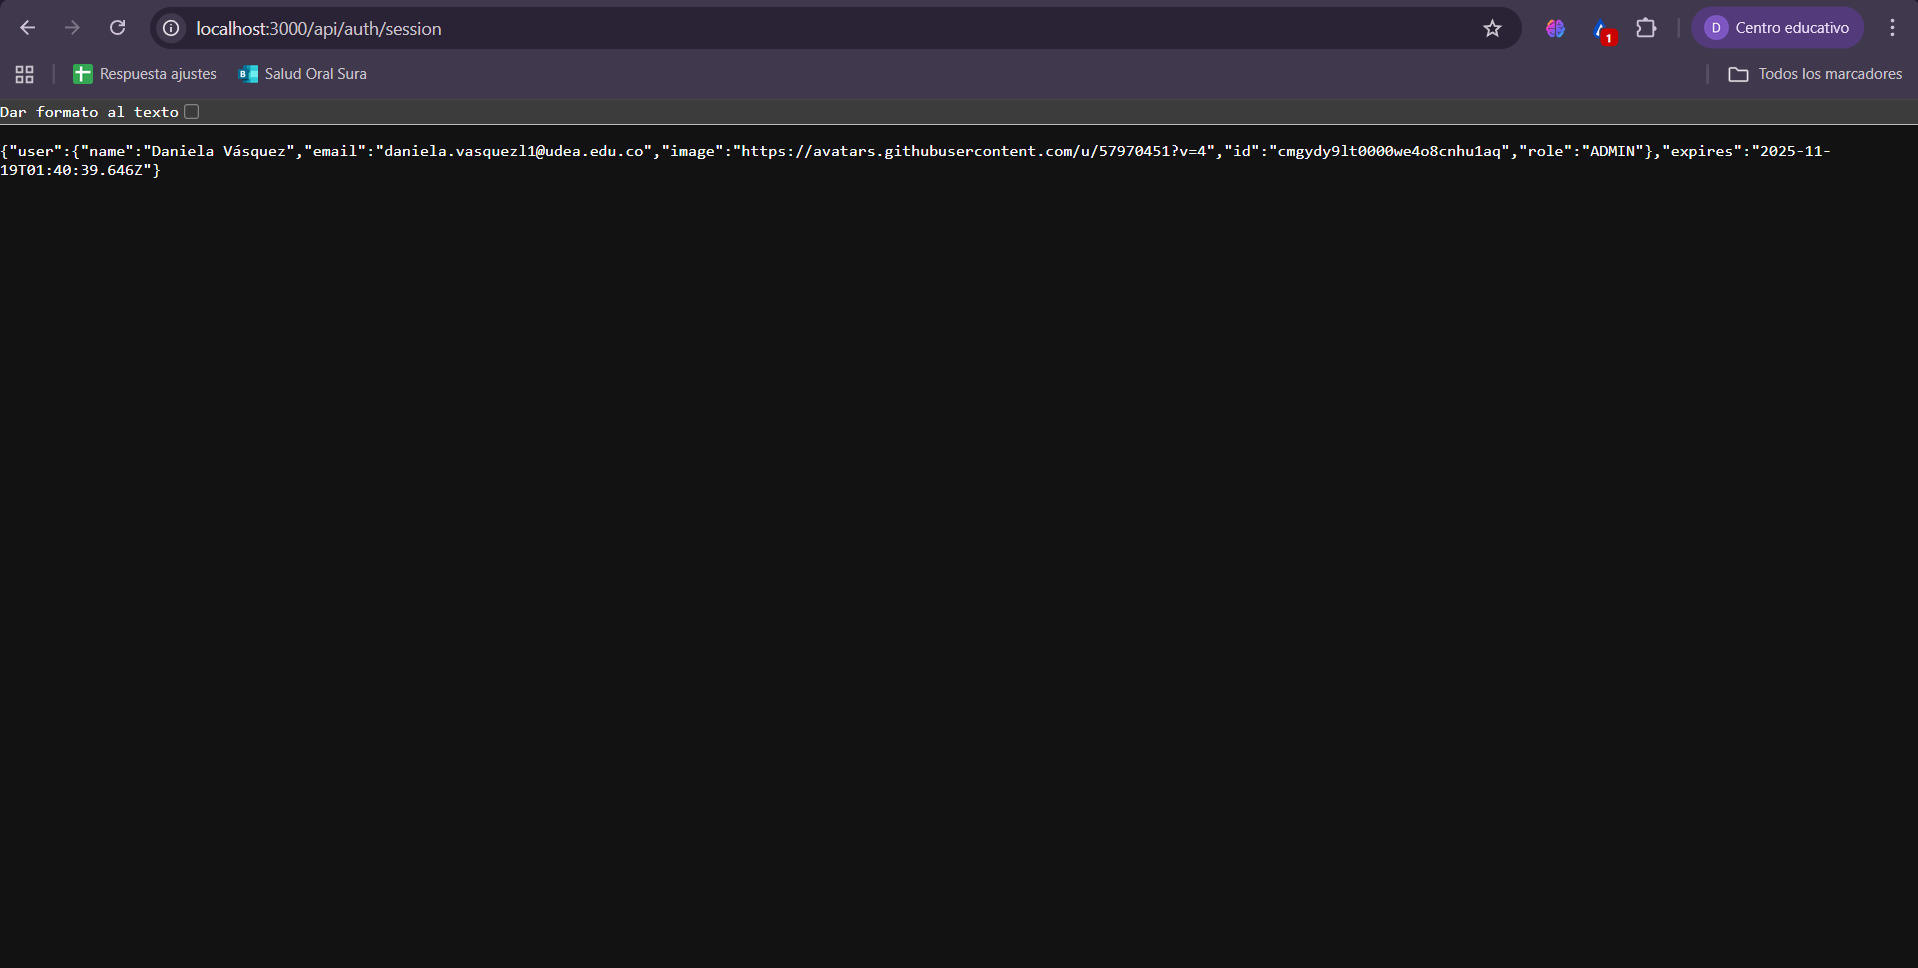 localhost:3000/api/auth/session
1
D Centro educativo
Respuesta ajustes
B Salud Oral Sura
Todos los marcadores
Dar formato al texto
{"user":{"name":"Daniela Vásquez","email":"daniela.vasquezl1@udea.edu.co","image":"https://avatars.githubusercontent.com/u/57970451?v=4","id":"cmgydy9lt0000we4o8cnhu1aq","role":"ADMIN"},"expires":"2025-11-
19T01:40:39.646Z"}